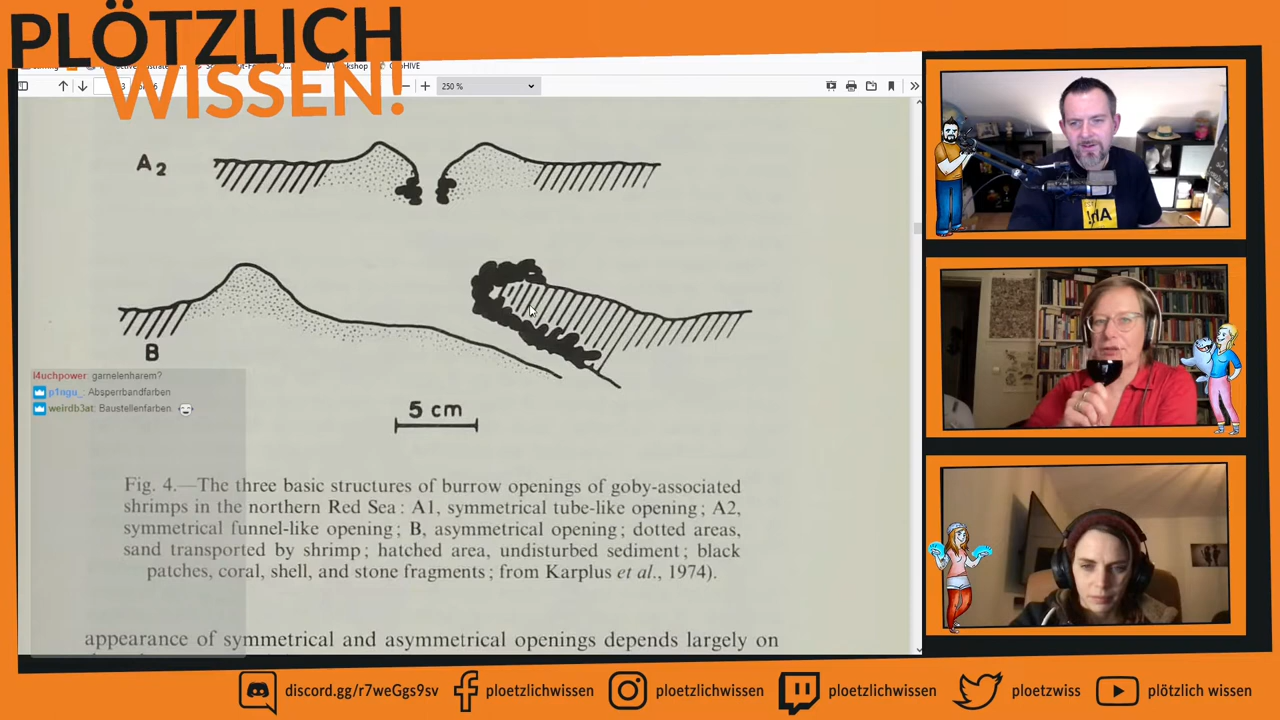 PLÖTZLICH
WISSEN!
250 %
A2
B
5 cm
l4uchpower: garnelenharem?
p1ngu_: Absperrbandfarben
weirdb3at: Baustellenfarben
Fig. 4.—The three basic structures of burrow openings of goby-associated
shrimps in the northern Red Sea: A1, symmetrical tube-like opening; A2,
symmetrical funnel-like opening; B, asymmetrical opening; dotted areas,
sand transported by shrimp; hatched area, undisturbed sediment; black
patches, coral, shell, and stone fragments; from Karplus et al., 1974).
appearance of symmetrical and asymmetrical openings depends largely on
discord.gg/r7weGgs9sv
ploetzlichwissen
ploetzlichwissen
ploetzlichwissen
ploetzwiss
plötzlich wissen